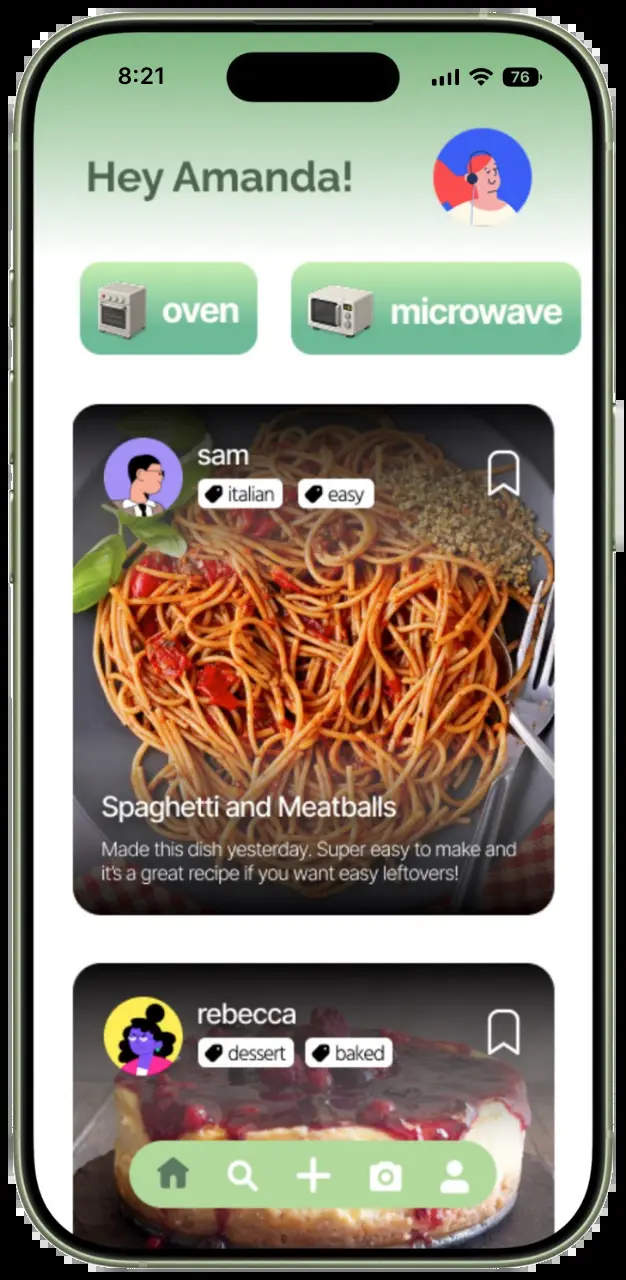 8:21
76
Hey Amanda!
oven
microwave
sam
italian
easy
Spaghetti and Meatballs
Made this dish yesterday. Super easy to make and
it's a great recipe if you want easy leftovers!
rebecca
dessert
baked